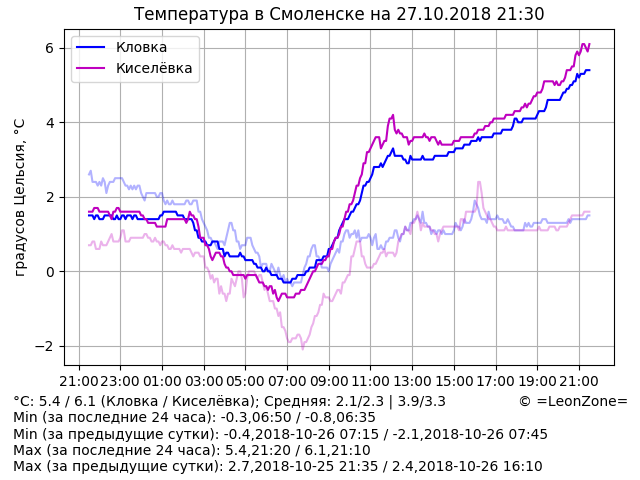 Температура в Смоленске на 27.10.2018 21:30
Кловка
Киселёвка
градусов Цельсия, °C
6
4
2
0
−2
21:00 23:00 01:00 03:00 05:00 07:00 09:00 11:00 13:00 15:00 17:00 19:00 21:00
°C: 5.4 / 6.1 (Кловка / Киселёвка); Средняя: 2.1/2.3 | 3.9/3.3 © =LeonZone=
Min (за последние 24 часа): -0.3,06:50 / -0.8,06:35
Min (за предыдущие сутки): -0.4,2018-10-26 07:15 / -2.1,2018-10-26 07:45
Max (за последние 24 часа): 5.4,21:20 / 6.1,21:10
Max (за предыдущие сутки): 2.7,2018-10-25 21:35 / 2.4,2018-10-26 16:10